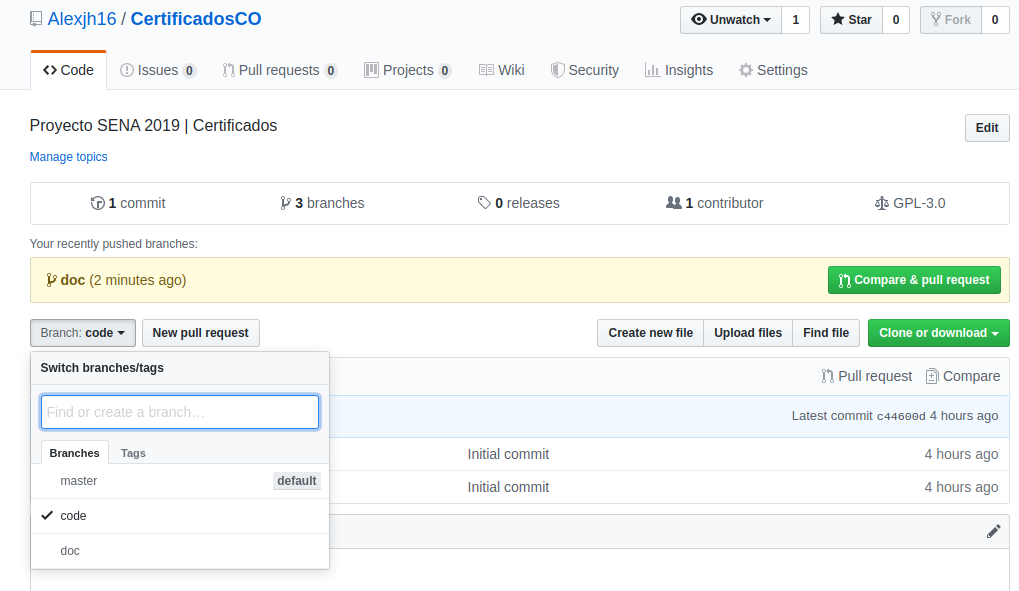 Alexjh16 / CertificadosCO
Unwatch 1 Star 0 Fork 0
Code Issues 0 Pull requests 0 Projects 0 Wiki Security Insights Settings
Proyecto SENA 2019 | Certificados
Edit
Manage topics
1 commit 3 branches 0 releases 1 contributor GPL-3.0
Your recently pushed branches:
doc (2 minutes ago) Compare & pull request
Branch: code New pull request Create new file Upload files Find file Clone or download
Switch branches/tags
Pull request Compare
Find or create a branch…
Latest commit c44600d 4 hours ago
Branches Tags
Initial commit 4 hours ago
master default
Initial commit 4 hours ago
code
doc